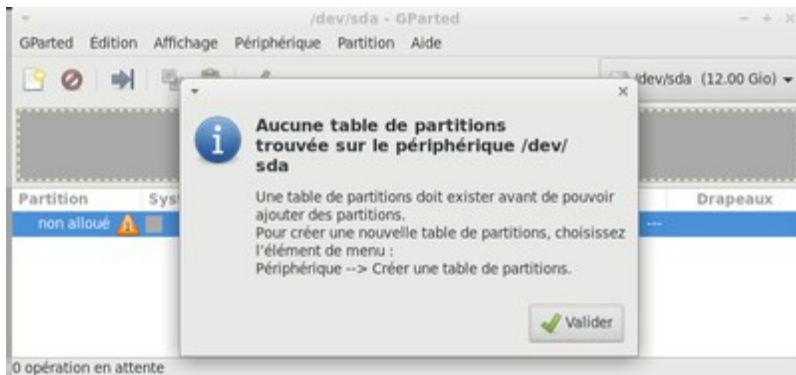 /dev/sda - GParted
GParted Édition Affichage Périphérique Partition Aide
/dev/sda (12.00 Gio)
Aucune table de partitions
trouvée sur le périphérique /dev/
sda
Partition Sys Drapeaux
Une table de partitions doit exister avant de pouvoir
ajouter des partitions.
non alloué ---
Pour créer une nouvelle table de partitions, choisissez
l'élément de menu :
Périphérique --> Créer une table de partitions.
Valider
0 opération en attente